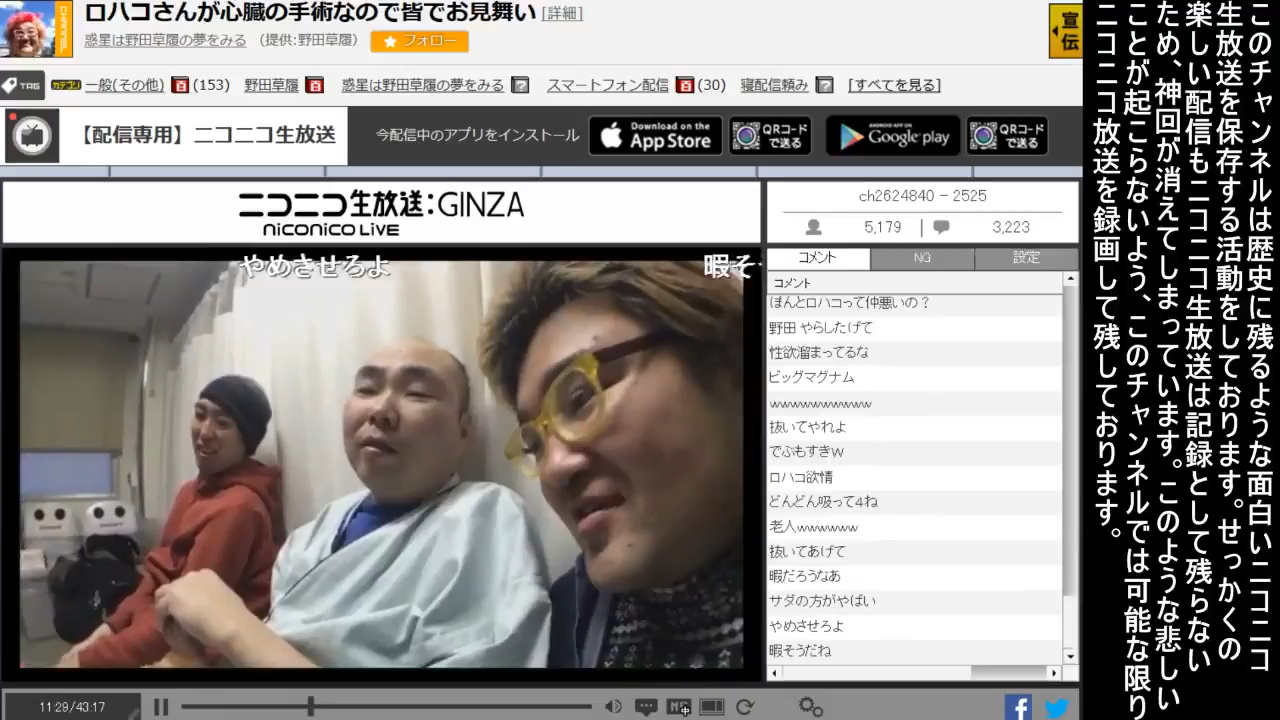 ロハコさんが心臓の手術なので皆でお見舞い [詳細]
CHANNEL
惑星は野田草履の夢をみる (提供:野田草履) ★ フォロー
宣伝
TAG カテゴリ 一般(その他) (153) 野田草履 惑星は野田草履の夢をみる ? スマートフォン配信 (30) 寝配信頼み ? [すべてを見る]
【配信専用】ニコニコ生放送
今配信中のアプリをインストール
Download on the App Store
QRコードで送る
ANDROID APP ON Google play
QRコードで送る
ニコニコ生放送:GINZA
niconico LIVE
ch2624840 - 2525
5,179 | 3,223
コメント NG 設定
コメント
ほんとロハコって仲悪いの？
野田 やらしたげて
性欲溜まってるな
ビッグマグナム
wwwwwwwwww
抜いてやれよ
でぶもすきw
ロハコ欲情
どんどん吸って4ね
老人wwwwww
抜いてあげて
暇だろうなあ
サダの方がやばい
やめさせろよ
暇そうだね
やめさせろよ
暇そ
11:29/43:17
このチャンネルは歴史に残るような面白いニコニコ
生放送を保存する活動をしております。せっかくの
楽しい配信もニコニコ生放送は記録として残らない
ため、神回が消えてしまっています。このような悲しい
ことが起こらないよう、このチャンネルでは可能な限り
ニコニコ放送を録画して残しております。